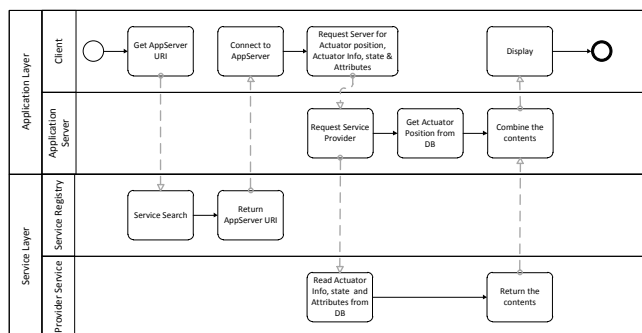 Application Layer
Client
Get AppServer
URI
Connect to
AppServer
Request Server for
Actuator position,
Actuator Info, state &
Attributes
Display
Application
Server
Request Service
Provider
Get Actuator
Position from
DB
Combine the
contents
Service Layer
Service Registry
Service Search
Return
AppServer URI
Provider Service
Read Actuator
Info, state and
Attributes from
DB
Return the
contents